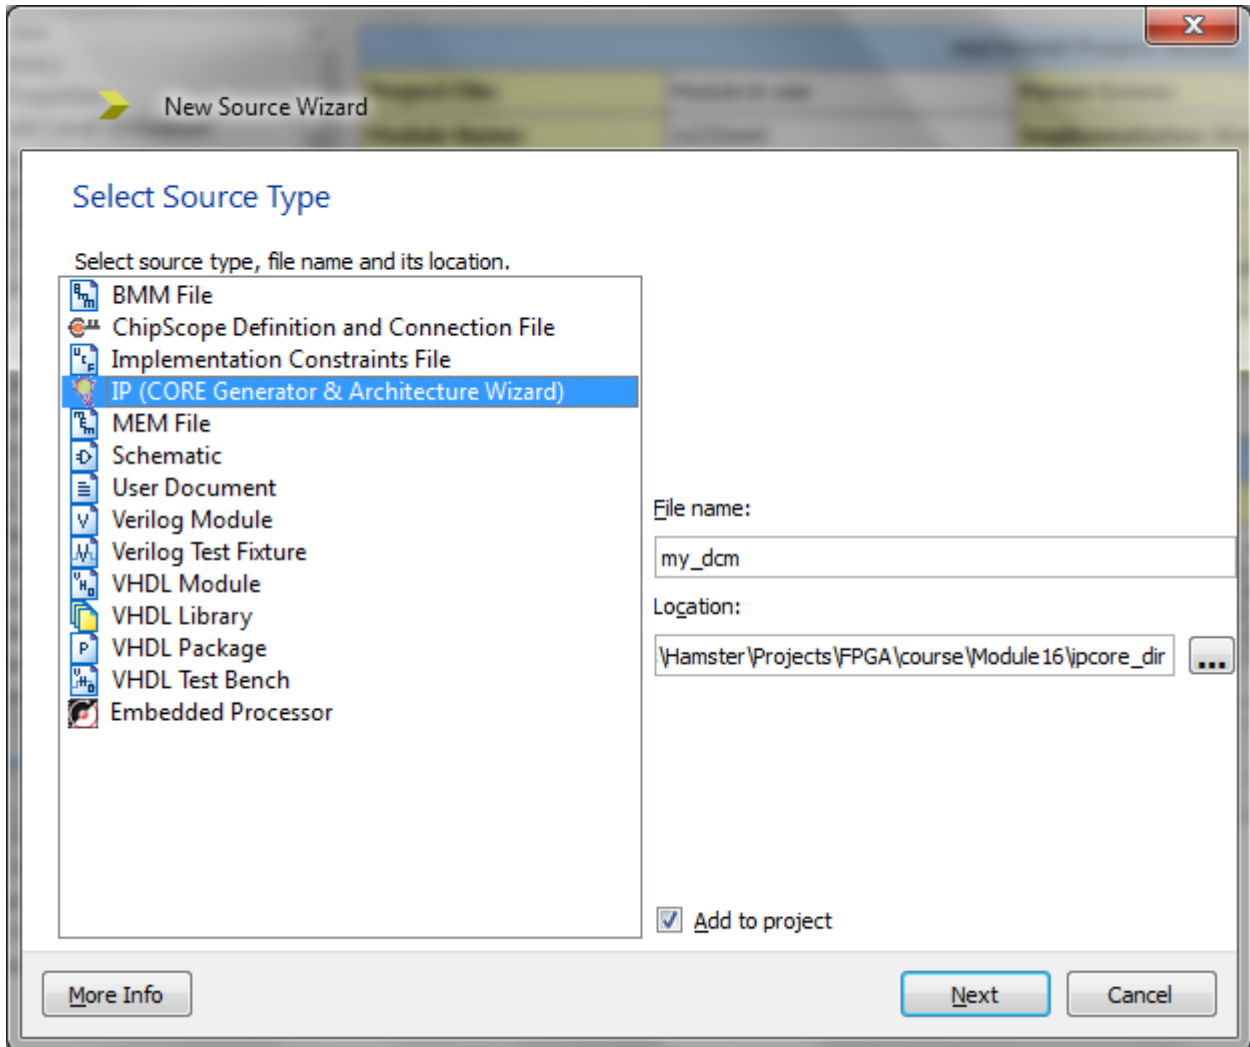 New Source Wizard
Select Source Type
Select source type, file name and its location.
BMM File
ChipScope Definition and Connection File
Implementation Constraints File
IP (CORE Generator & Architecture Wizard)
MEM File
Schematic
User Document
Verilog Module
Verilog Test Fixture
VHDL Module
VHDL Library
VHDL Package
VHDL Test Bench
Embedded Processor
File name:
my_dcm
Location:
\Hamster\Projects\FPGA\course\Module16\ipcore_dir
...
Add to project
More Info
Next
Cancel